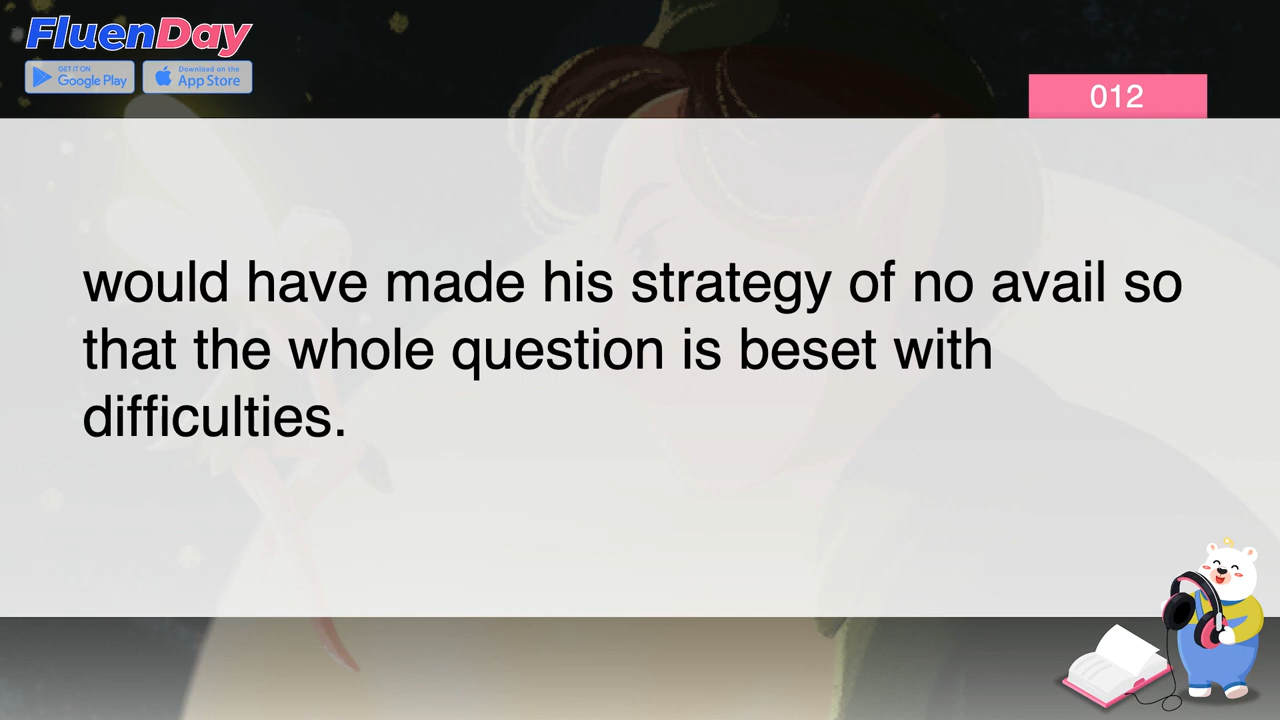 FluenDay
GET IT ON
Google Play
Download on the
App Store
012
would have made his strategy of no avail so
that the whole question is beset with
difficulties.